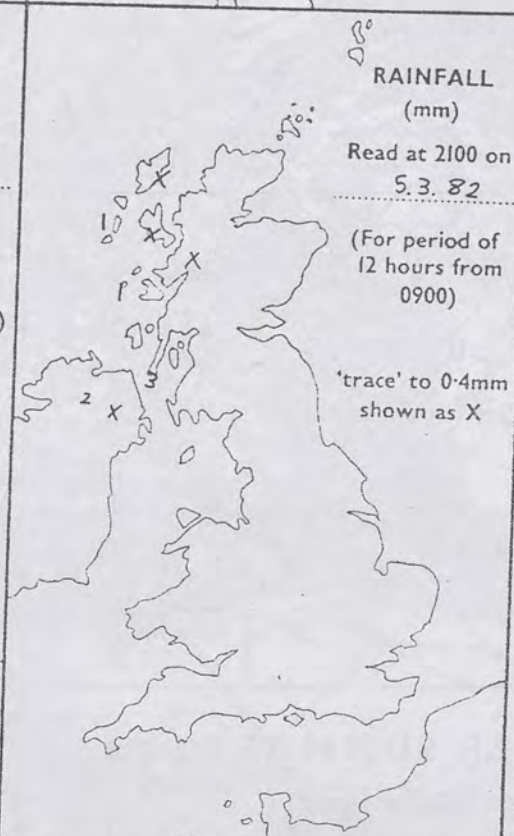 RAINFALL
(mm)
Read at 2100 on
5. 3. 82
(For period of
12 hours from
0900)
'trace' to 0·4mm
shown as X
X
1
X
X
1
3
2
X